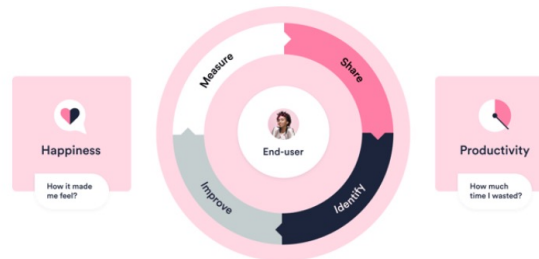 Measure
Share
Happiness
How it made
me feel?
End-user
Productivity
How much
time I wasted?
Improve
Identify